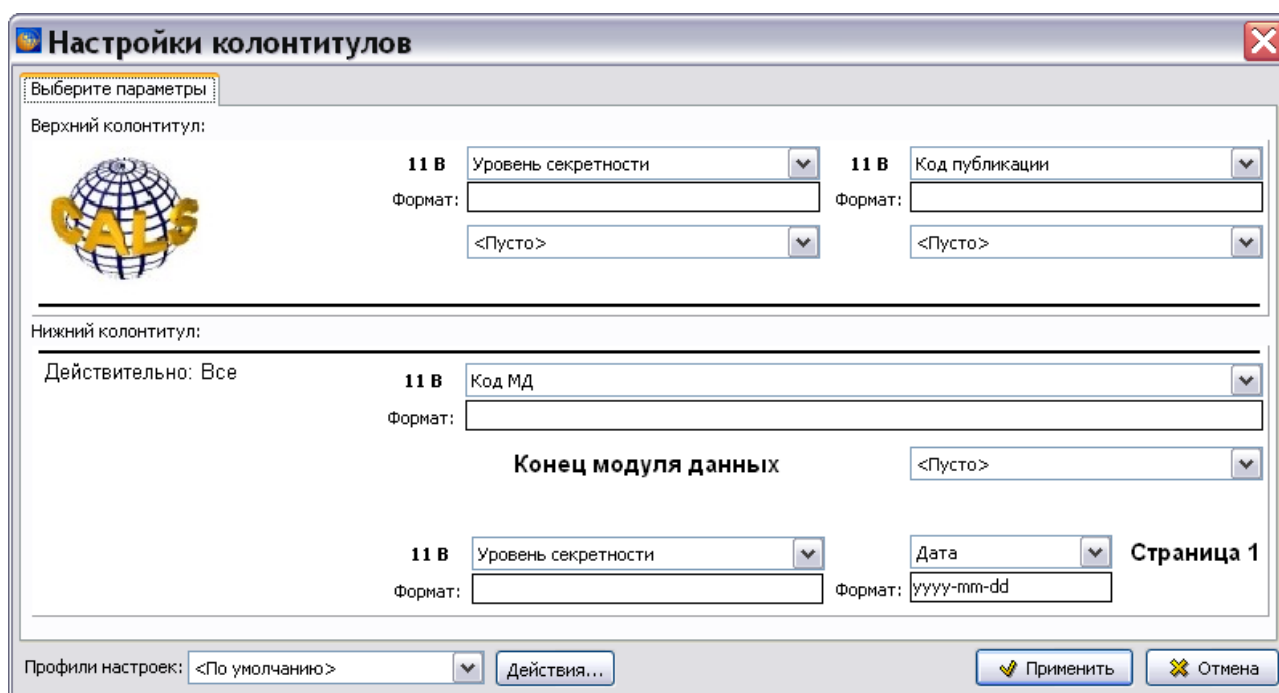 Настройки колонтитулов
Выберите параметры
Верхний колонтитул:
CALS
11 В Уровень секретности 11 В Код публикации
Формат: Формат:
<Пусто> <Пусто>
Нижний колонтитул:
Действительно: Все
11 В Код МД
Формат:
Конец модуля данных <Пусто>
11 В Уровень секретности Дата Страница 1
Формат: Формат: yyyy-mm-dd
Профили настроек: <По умолчанию> Действия... Применить Отмена